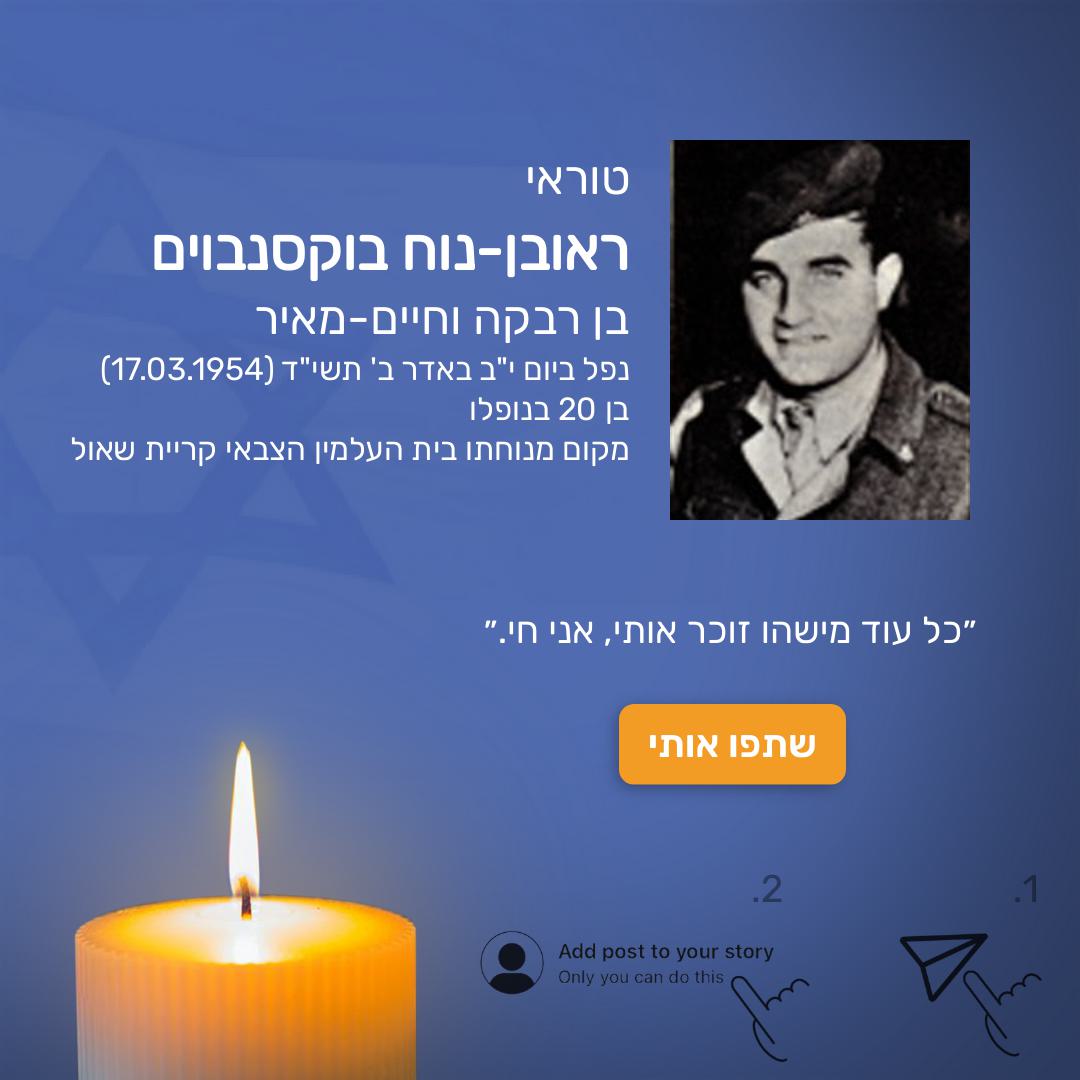 טוראי
ראובן-נוח בוקסנבוים
בן רבקה וחיים-מאיר
נפל ביום י"ב באדר ב' תשי"ד (17.03.1954)
בן 20 בנופלו
מקום מנוחתו בית העלמין הצבאי קריית שאול
״כל עוד מישהו זוכר אותי, אני חי.״
שתפו אותי
1.
2.
Add post to your story
Only you can do this